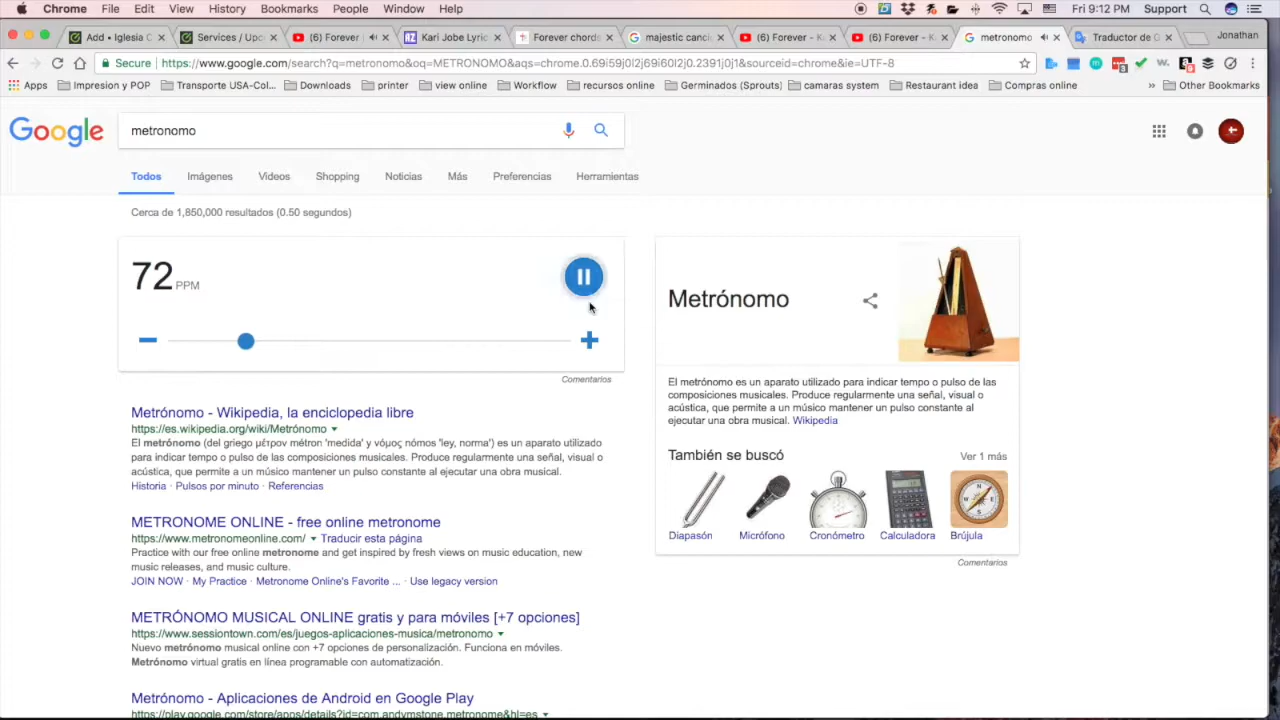 Chrome File Edit View History Bookmarks People Window Help Fri 9:12 PM Support
Add • Iglesia C
Services / Upc
(6) Forever
Kari Jobe Lyric
Forever chords
majestic canci
(6) Forever - K
(6) Forever - K
metronomo
Traductor de G
Jonathan
Secure https://www.google.com/search?q=metronomo&oq=METRONOMO&aqs=chrome.0.69i59j0l2j69i60l2j0.2391j0j1&sourceid=chrome&ie=UTF-8
Apps Impresion y POP Transporte USA-Col... Downloads printer view online Workflow recursos online Germinados (Sprouts) camaras system Restaurant idea Compras online » Other Bookmarks
Google
metronomo
Todos Imágenes Videos Shopping Noticias Más Preferencias Herramientas
Cerca de 1,850,000 resultados (0.50 segundos)
72 PPM
Comentarios
Metrónomo - Wikipedia, la enciclopedia libre
https://es.wikipedia.org/wiki/Metrónomo
El metrónomo (del griego μέτρον métron 'medida' y νόμος nómos 'ley, norma') es un aparato utilizado
para indicar tempo o pulso de las composiciones musicales. Produce regularmente una señal, visual o
acústica, que permite a un músico mantener un pulso constante al ejecutar una obra musical.
Historia · Pulsos por minuto · Referencias
METRONOME ONLINE - free online metronome
https://www.metronomeonline.com/ Traducir esta página
Practice with our free online metronome and get inspired by fresh views on music education, new
music releases, and music culture.
JOIN NOW · My Practice · Metronome Online's Favorite ... · Use legacy version
METRÓNOMO MUSICAL ONLINE gratis y para móviles [+7 opciones]
https://www.sessiontown.com/es/juegos-aplicaciones-musica/metronomo
Nuevo metrónomo musical online con +7 opciones de personalización. Funciona en móviles.
Metrónomo virtual gratis en línea programable con automatización.
Metrónomo - Aplicaciones de Android en Google Play
https://play.google.com/store/apps/details?id=com.andymstone.metronome&hl=es
Metrónomo
El metrónomo es un aparato utilizado para indicar tempo o pulso de las
composiciones musicales. Produce regularmente una señal, visual o
acústica, que permite a un músico mantener un pulso constante al
ejecutar una obra musical. Wikipedia
También se buscó Ver 1 más
Diapasón Micrófono Cronómetro Calculadora Brújula
Comentarios